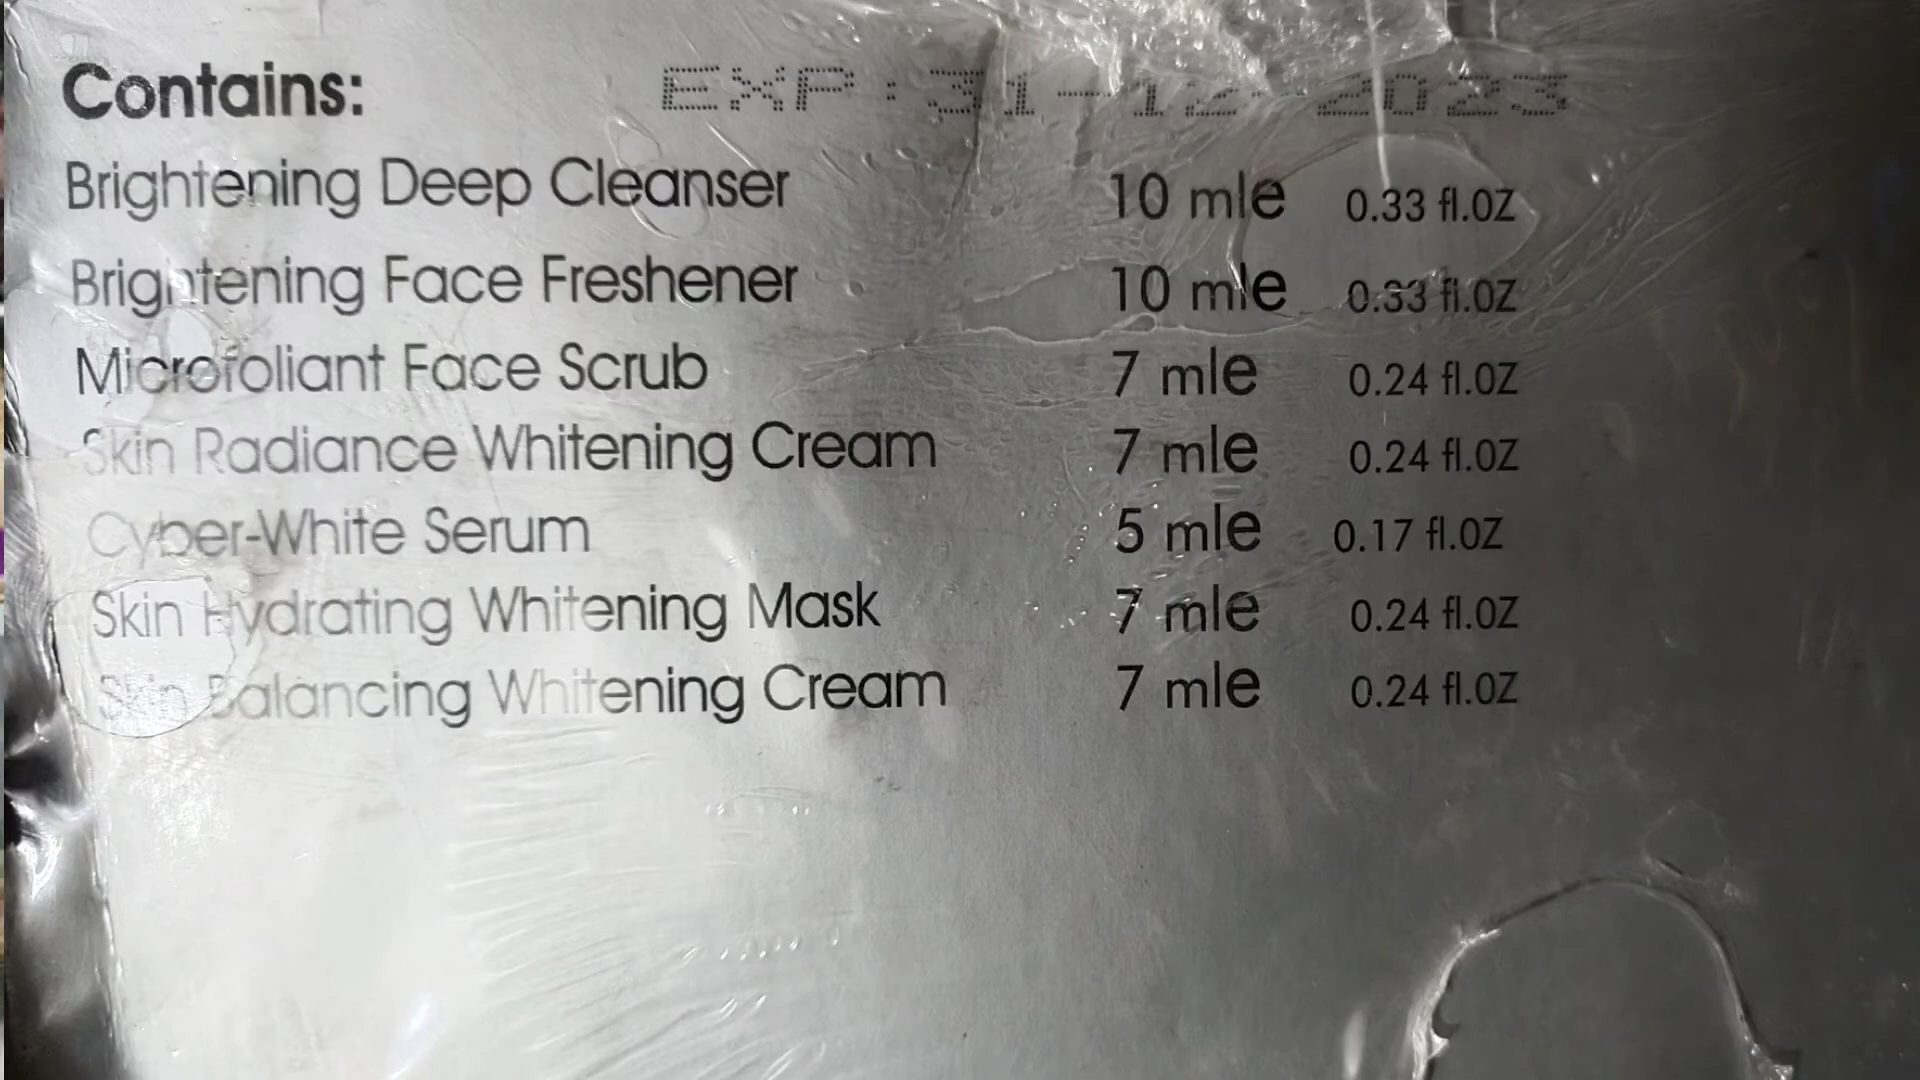 Contains: EXP:31-12-2023
Brightening Deep Cleanser 10 mle 0.33 fl.OZ
Brightening Face Freshener 10 mle 0.33 fl.OZ
Microfoliant Face Scrub 7 mle 0.24 fl.OZ
Skin Radiance Whitening Cream 7 mle 0.24 fl.OZ
Cyber-White Serum 5 mle 0.17 fl.OZ
Skin Hydrating Whitening Mask 7 mle 0.24 fl.OZ
Skin Balancing Whitening Cream 7 mle 0.24 fl.OZ